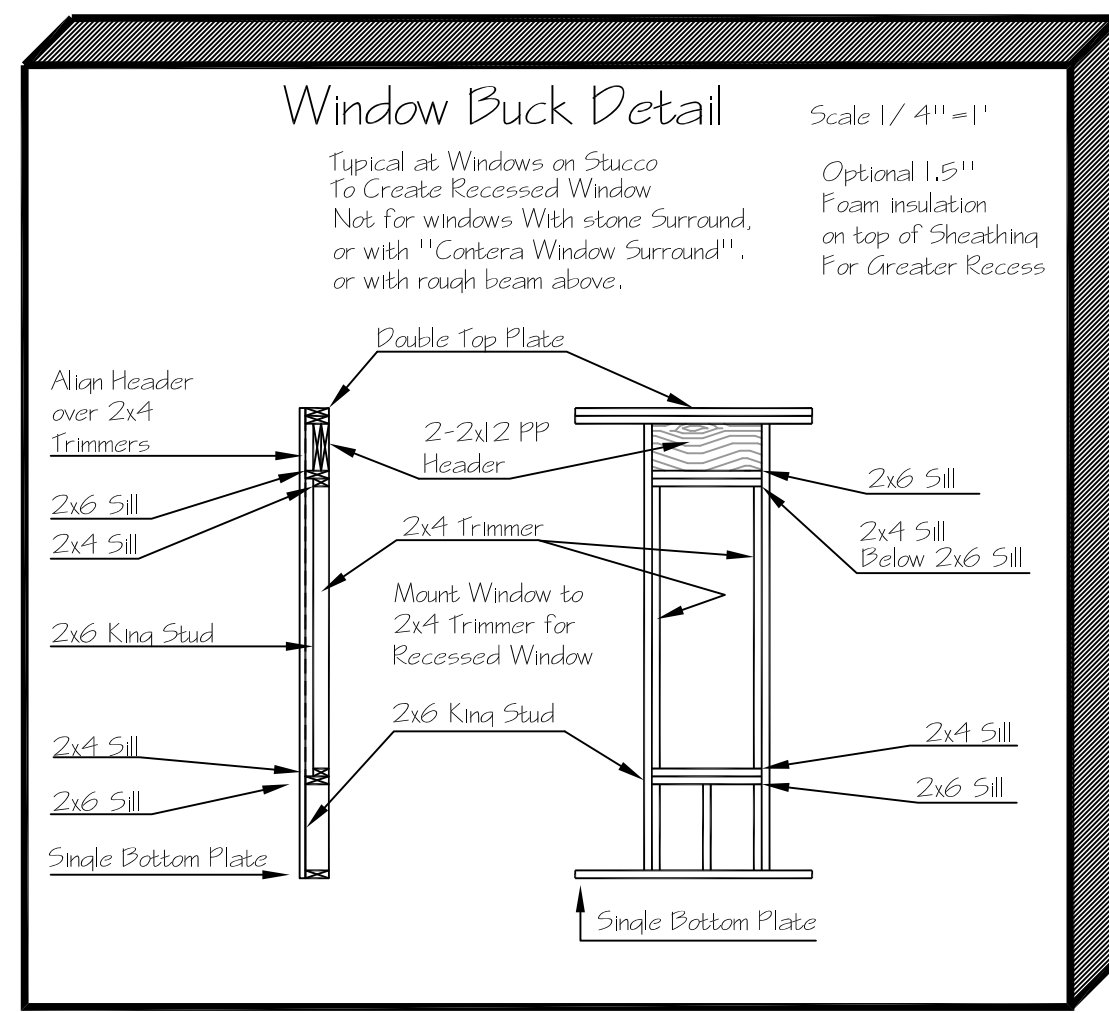 Window Buck Detail
Scale 1/ 4''=1'
Typical at Windows on Stucco
To Create Recessed Window
Not for windows With stone Surround,
or with ''Contera Window Surround'' .
or with rough beam above.
Optional 1.5''
Foam insulation
on top of Sheathing
For Greater Recess
Double Top Plate
Align Header
over 2x4
Trimmers
2-2x12 PP
Header
2x6 Sill
2x4 Sill
2x6 Sill
2x4 Sill
Below 2x6 Sill
2x4 Trimmer
Mount Window to
2x4 Trimmer for
Recessed Window
2x6 King Stud
2x6 King Stud
2x4 Sill
2x6 Sill
2x4 Sill
2x6 Sill
Single Bottom Plate
Single Bottom Plate